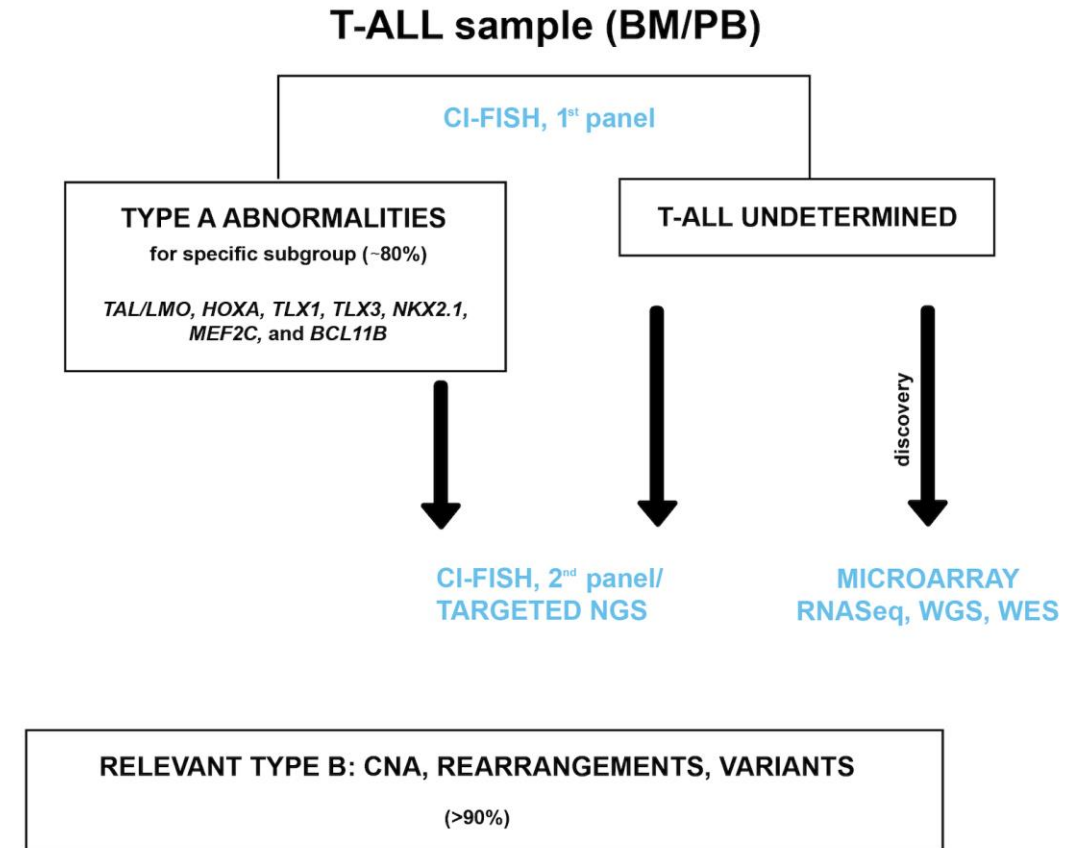 T-ALL sample (BM/PB)
CI-FISH, 1st panel
TYPE A ABNORMALITIES
for specific subgroup (~80%)
TAL/LMO, HOXA, TLX1, TLX3, NKX2.1,
MEF2C, and BCL11B
T-ALL UNDETERMINED
discovery
CI-FISH, 2nd panel/
TARGETED NGS
MICROARRAY
RNASeq, WGS, WES
RELEVANT TYPE B: CNA, REARRANGEMENTS, VARIANTS
(>90%)